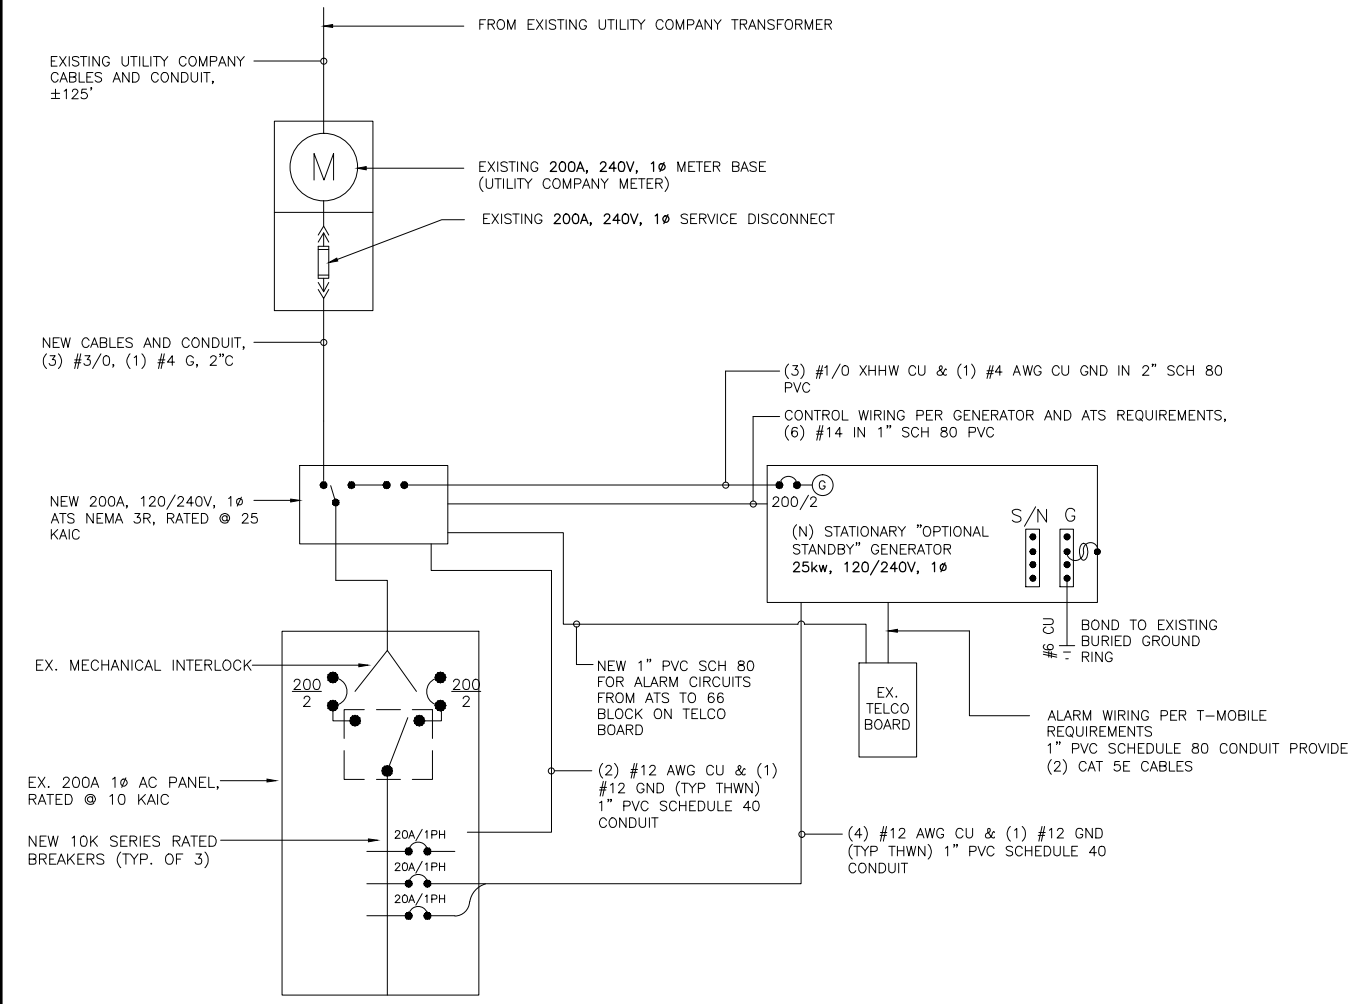 FROM EXISTING UTILITY COMPANY TRANSFORMER
EXISTING UTILITY COMPANY
CABLES AND CONDUIT,
±125'
M
EXISTING 200A, 240V, 1ø METER BASE
(UTILITY COMPANY METER)
EXISTING 200A, 240V, 1ø SERVICE DISCONNECT
NEW CABLES AND CONDUIT,
(3) #3/0, (1) #4 G, 2"C
(3) #1/0 XHHW CU & (1) #4 AWG CU GND IN 2" SCH 80
PVC
CONTROL WIRING PER GENERATOR AND ATS REQUIREMENTS,
(6) #14 IN 1" SCH 80 PVC
NEW 200A, 120/240V, 1ø
ATS NEMA 3R, RATED @ 25
KAIC
G
200/2
S/N G
(N) STATIONARY "OPTIONAL
STANDBY" GENERATOR
25kw, 120/240V, 1ø
#6 CU
BOND TO EXISTING
BURIED GROUND
RING
EX. MECHANICAL INTERLOCK
200
2
200
2
NEW 1" PVC SCH 80
FOR ALARM CIRCUITS
FROM ATS TO 66
BLOCK ON TELCO
BOARD
EX.
TELCO
BOARD
ALARM WIRING PER T-MOBILE
REQUIREMENTS
1" PVC SCHEDULE 80 CONDUIT PROVIDE
(2) CAT 5E CABLES
EX. 200A 1ø AC PANEL,
RATED @ 10 KAIC
(2) #12 AWG CU & (1)
#12 GND (TYP THWN)
1" PVC SCHEDULE 40
CONDUIT
NEW 10K SERIES RATED
BREAKERS (TYP. OF 3)
20A/1PH
20A/1PH
20A/1PH
(4) #12 AWG CU & (1) #12 GND
(TYP THWN) 1" PVC SCHEDULE 40
CONDUIT